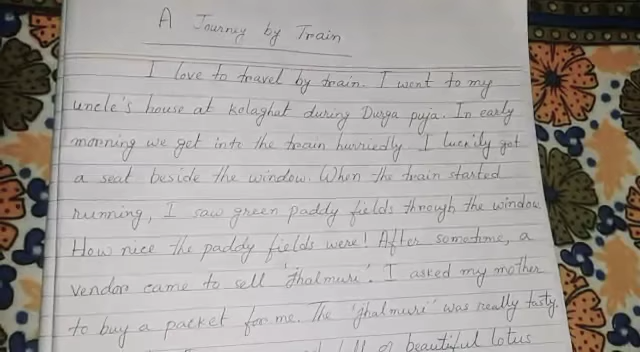 A Journey by Train
I love to travel by train. I went to my
uncle's house at Kolaghat during Durga puja. In early
morning we get into the train hurriedly. I luckily got
a seat beside the window. When the train started
running, I saw green paddy fields through the window.
How nice the paddy fields were! After sometime, a
vendor came to sell 'Jhalmuri'. I asked my mother
to buy a packet for me. The 'jhalmuri' was really tasty.
of beautiful lotus